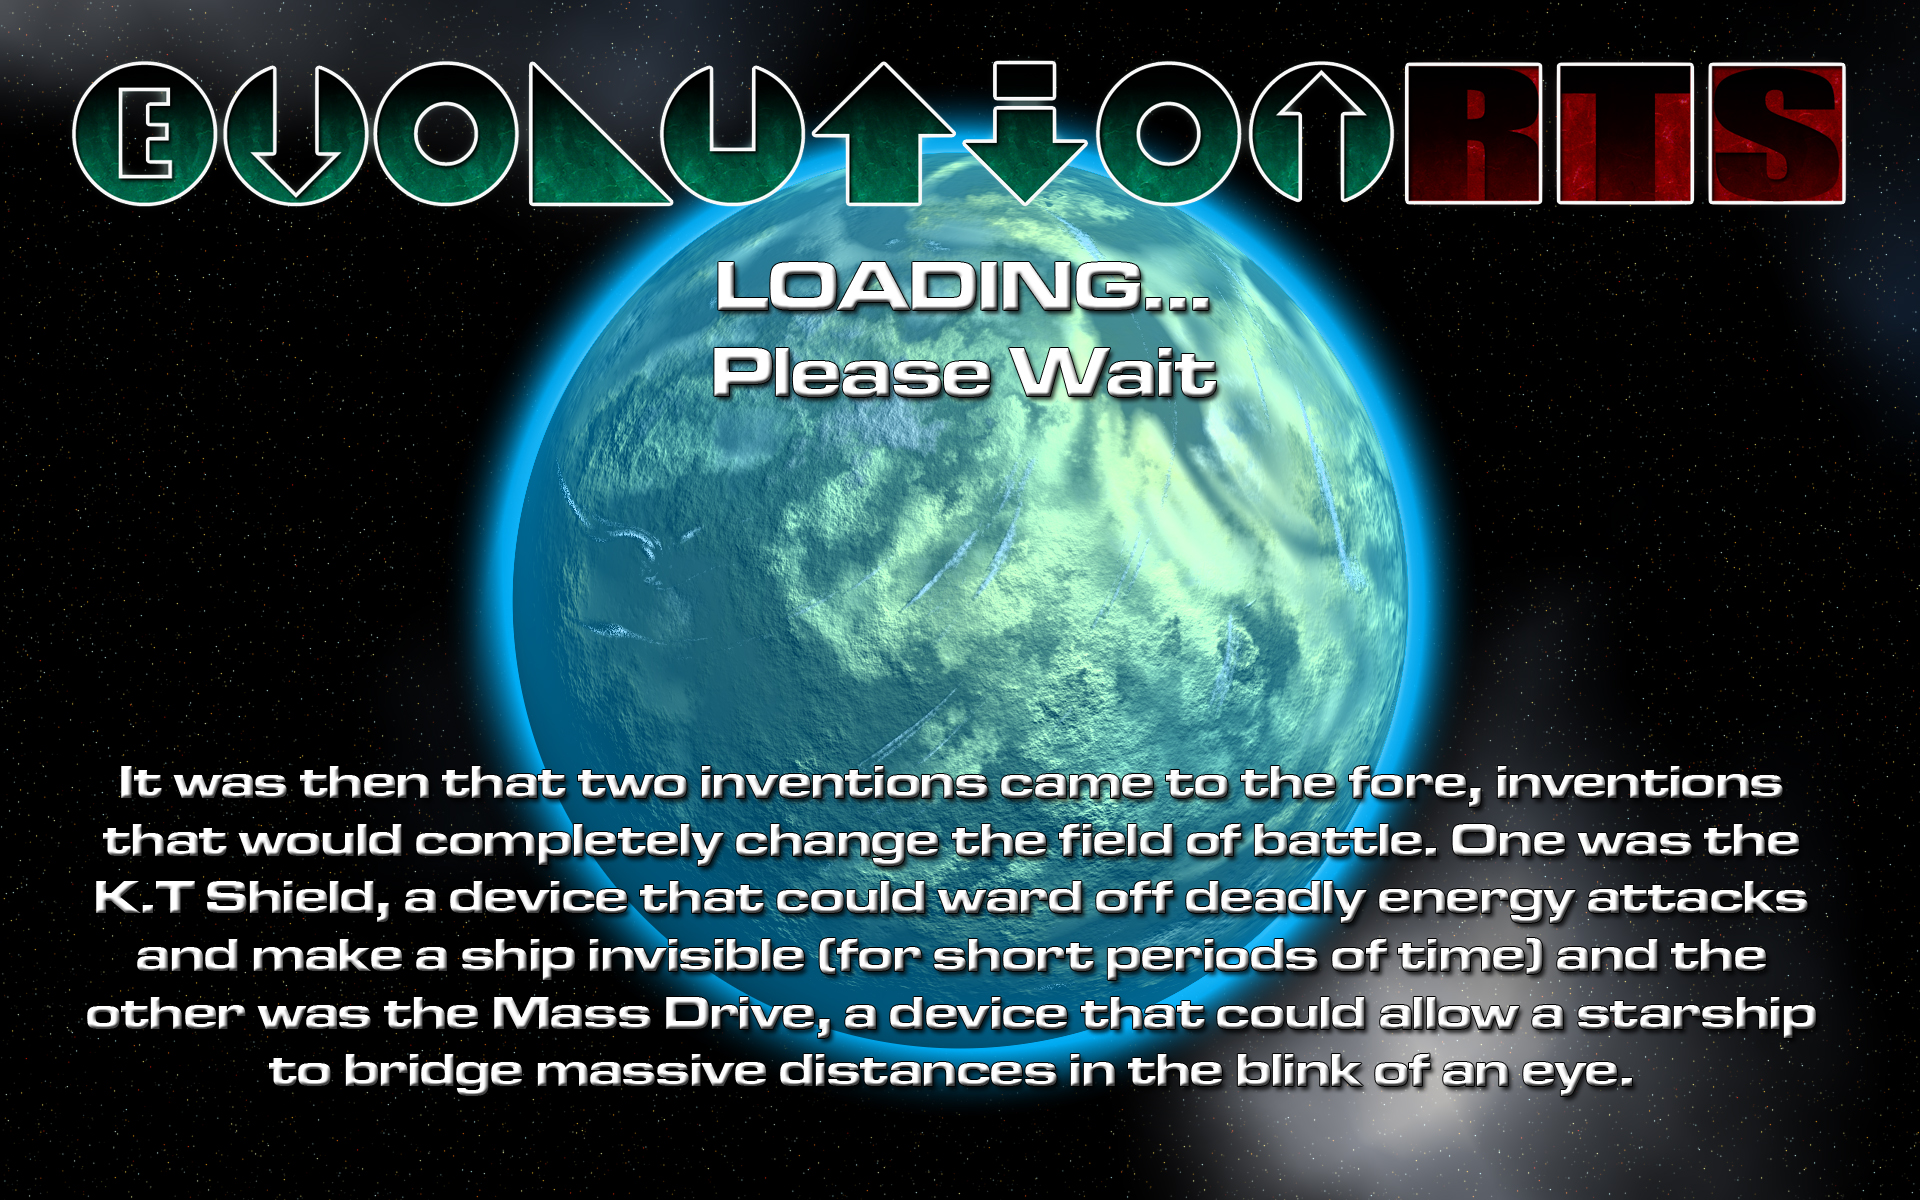 EVOLUTION RTS
LOADING...
Please Wait
It was then that two inventions came to the fore, inventions
that would completely change the field of battle. One was the
K.T Shield, a device that could ward off deadly energy attacks
and make a ship invisible (for short periods of time) and the
other was the Mass Drive, a device that could allow a starship
to bridge massive distances in the blink of an eye.